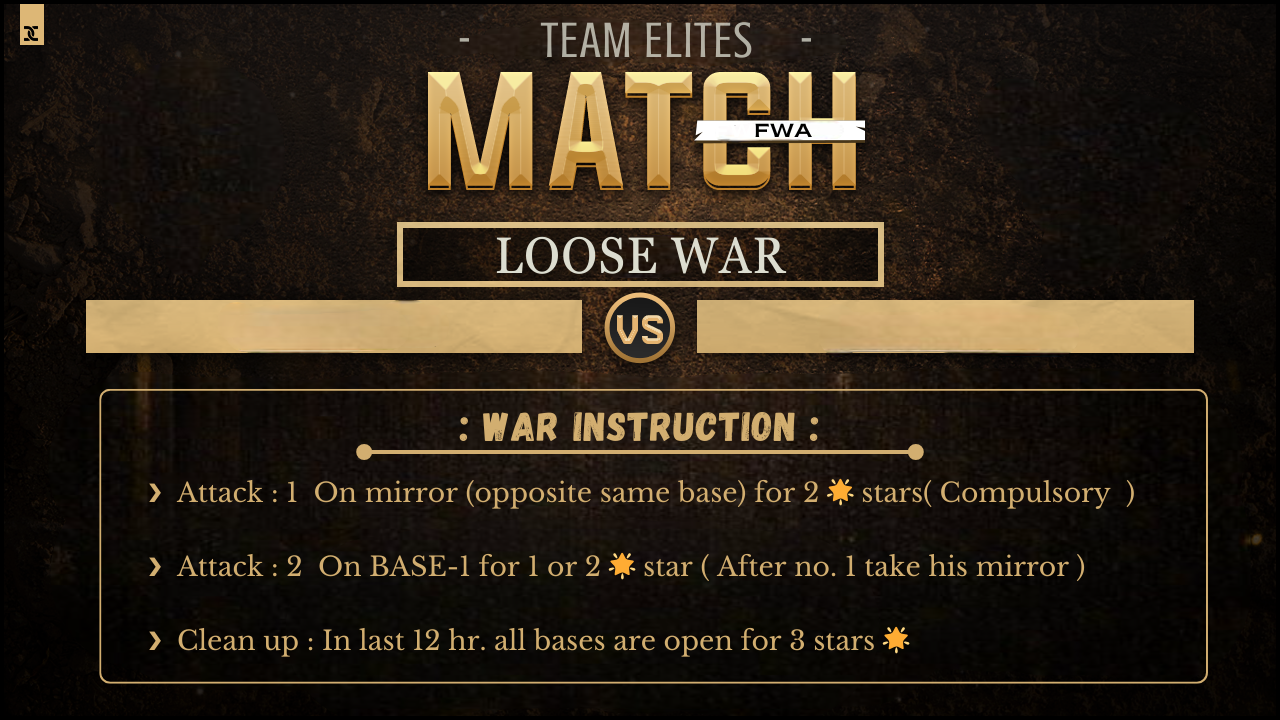 - TEAM ELITES -
MATCH
FWA
LOOSE WAR
VS
: WAR INSTRUCTION :
❯ Attack : 1 On mirror (opposite same base) for 2 🌟 stars( Compulsory )
❯ Attack : 2 On BASE-1 for 1 or 2 🌟 star ( After no. 1 take his mirror )
❯ Clean up : In last 12 hr. all bases are open for 3 stars 🌟